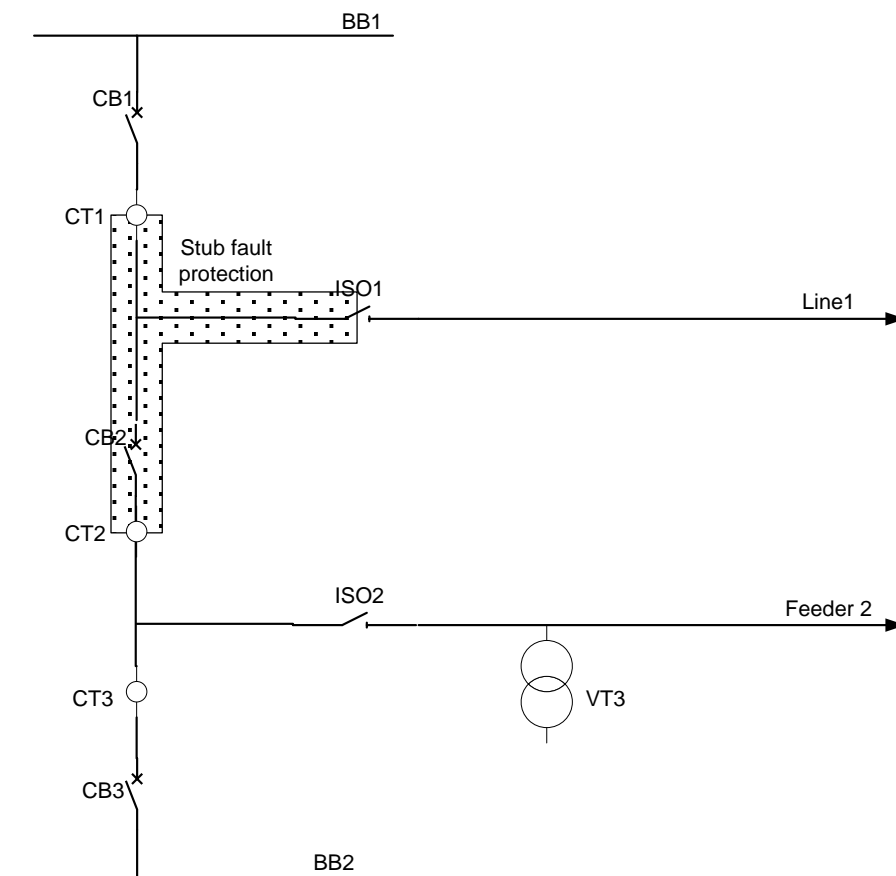 BB1
CB1
CT1
Stub fault
protection
ISO1
Line1
CB2
CT2
ISO2
Feeder 2
CT3
VT3
CB3
BB2